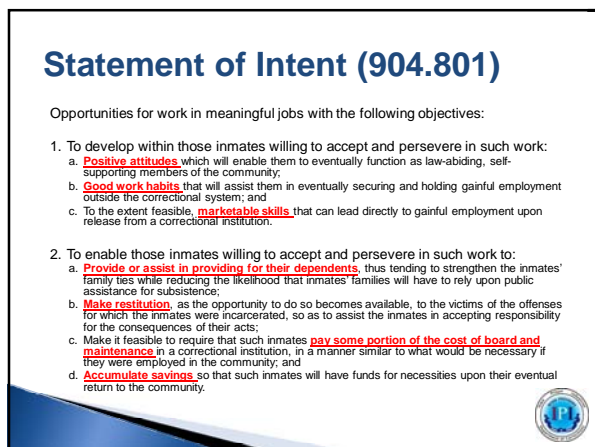 Statement of Intent (904.801)
Opportunities for work in meaningful jobs with the following objectives:
1. To develop within those inmates willing to accept and persevere in such work:
a. Positive attitudes which will enable them to eventually function as law-abiding, self-
supporting members of the community;
b. Good work habits that will assist them in eventually securing and holding gainful employment
outside the correctional system; and
c. To the extent feasible, marketable skills that can lead directly to gainful employment upon
release from a correctional institution.
2. To enable those inmates willing to accept and persevere in such work to:
a. Provide or assist in providing for their dependents, thus tending to strengthen the inmates'
family ties while reducing the likelihood that inmates' families will have to rely upon public
assistance for subsistence;
b. Make restitution, as the opportunity to do so becomes available, to the victims of the offenses
for which the inmates were incarcerated, so as to assist the inmates in accepting responsibility
for the consequences of their acts;
c. Make it feasible to require that such inmates pay some portion of the cost of board and
maintenance in a correctional institution, in a manner similar to what would be necessary if
they were employed in the community; and
d. Accumulate savings so that such inmates will have funds for necessities upon their eventual
return to the community.
IPI